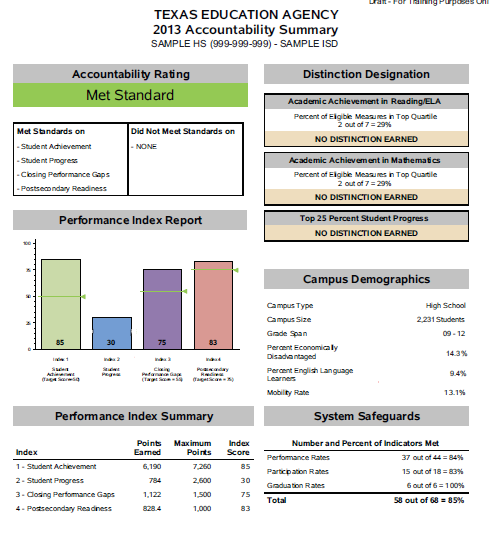 Draft - For Training Purposes Onl
TEXAS EDUCATION AGENCY
2013 Accountability Summary
SAMPLE HS (999-999-999) - SAMPLE ISD
Accountability Rating
Met Standard
Met Standards on
- Student Achievement
- Student Progress
- Closing Performance Gaps
- Postsecondary Readiness
Did Not Meet Standards on
- NONE
Performance Index Report
100
75
50
25
0
85
30
75
83
Index 1
Index 2
Index 3
Index 4
Student
Achievement
(Target Score=50)
Student
Progress
Closing
Performance Gaps
(Target Score = 55)
Postsecondary
Readiness
(Target Score = 75)
Performance Index Summary
Index
Points
Earned
Maximum
Points
Index
Score
1 - Student Achievement 6,190 7,260 85
2 - Student Progress 784 2,600 30
3 - Closing Performance Gaps 1,122 1,500 75
4 - Postsecondary Readiness 828.4 1,000 83
Distinction Designation
Academic Achievement in Reading/ELA
Percent of Eligible Measures in Top Quartile
2 out of 7 = 29%
NO DISTINCTION EARNED
Academic Achievement in Mathematics
Percent of Eligible Measures in Top Quartile
2 out of 7 = 29%
NO DISTINCTION EARNED
Top 25 Percent Student Progress
NO DISTINCTION EARNED
Campus Demographics
Campus Type High School
Campus Size 2,231 Students
Grade Span 09 - 12
Percent Economically
Disadvantaged 14.3%
Percent English Language
Learners 9.4%
Mobility Rate 13.1%
System Safeguards
Number and Percent of Indicators Met
Performance Rates 37 out of 44 = 84%
Participation Rates 15 out of 18 = 83%
Graduation Rates 6 out of 6 = 100%
Total 58 out of 68 = 85%